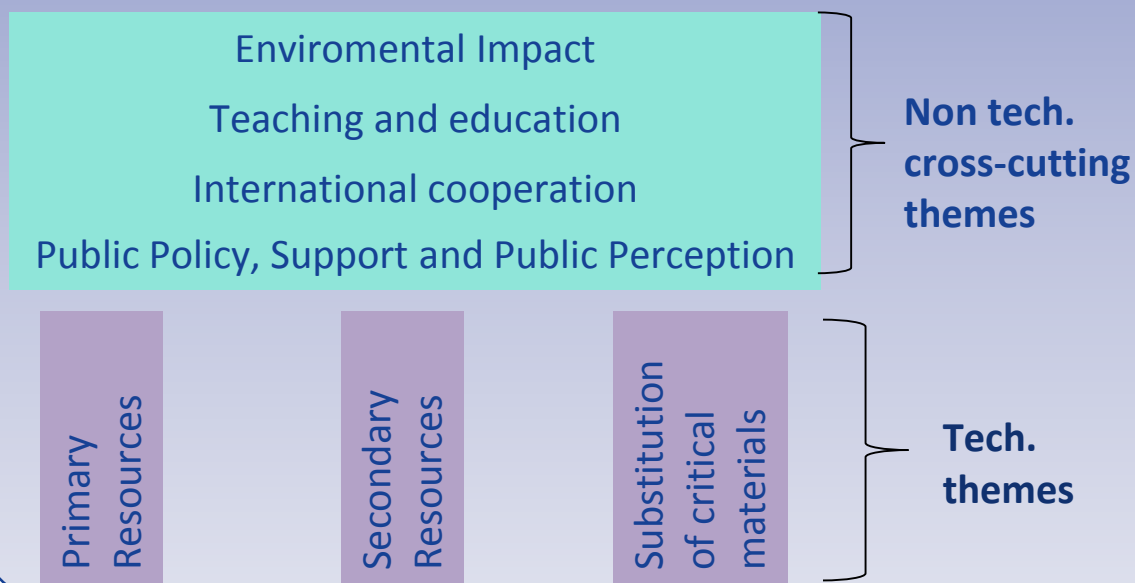 Enviromental Impact
Teaching and education
International cooperation
Public Policy, Support and Public Perception
Non tech.
cross-cutting
themes
Primary
Resources
Secondary
Resources
Substitution
of critical
materials
Tech.
themes